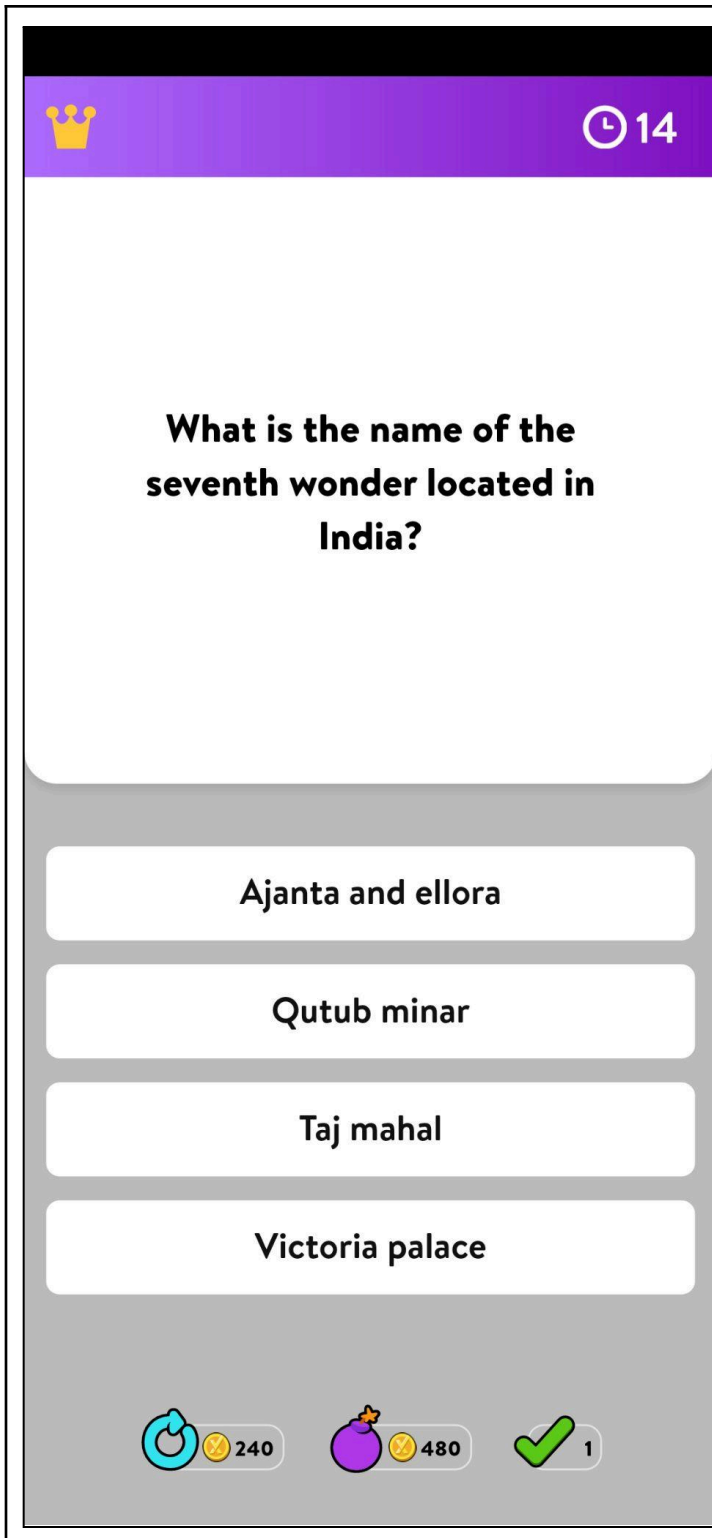 14
What is the name of the
seventh wonder located in
India?
Ajanta and ellora
Qutub minar
Taj mahal
Victoria palace
240 480 1